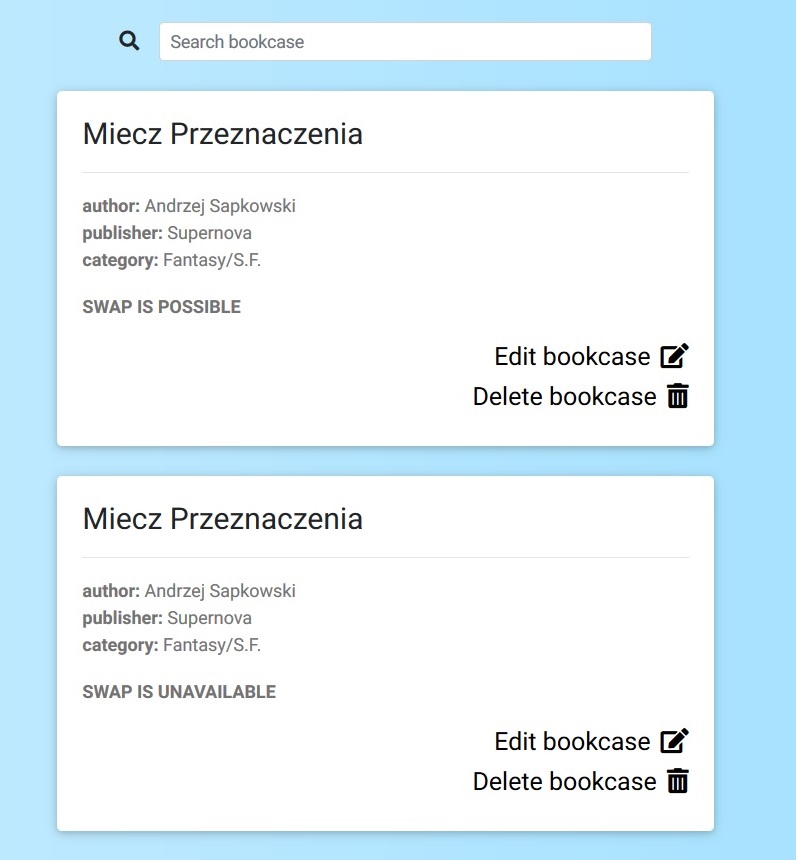 Search bookcase
Miecz Przeznaczenia
author: Andrzej Sapkowski
publisher: Supernova
category: Fantasy/S.F.
SWAP IS POSSIBLE
Edit bookcase
Delete bookcase
Miecz Przeznaczenia
author: Andrzej Sapkowski
publisher: Supernova
category: Fantasy/S.F.
SWAP IS UNAVAILABLE
Edit bookcase
Delete bookcase